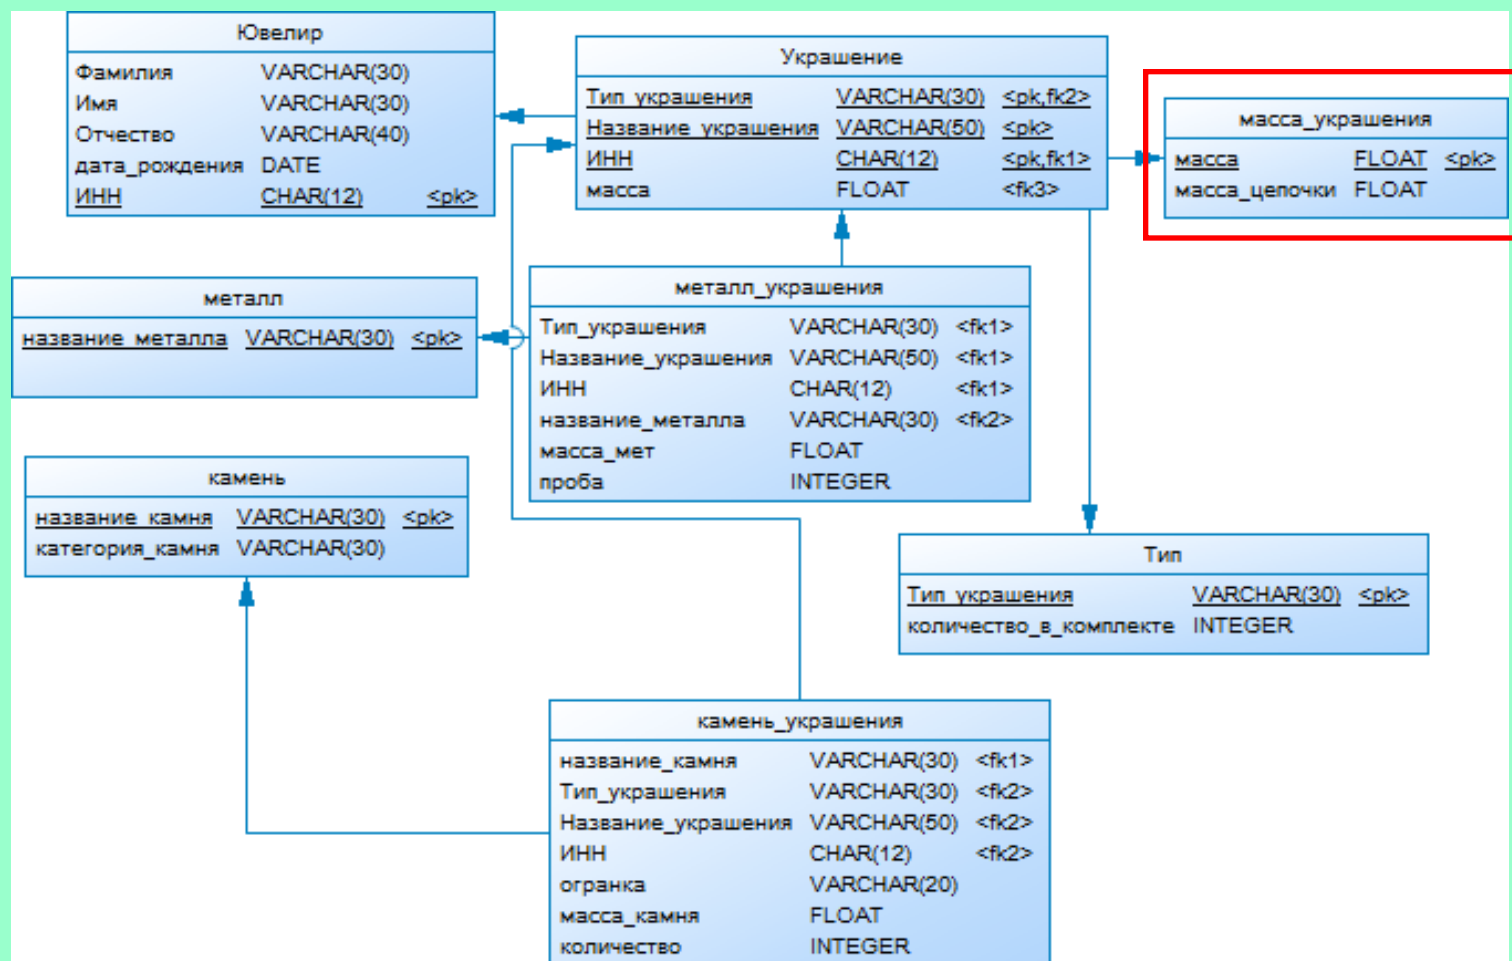 Ювелир
Фамилия VARCHAR(30)
Имя VARCHAR(30)
Отчество VARCHAR(40)
дата_рождения DATE
ИНН CHAR(12) <pk>
Украшение
Тип_украшения VARCHAR(30) <pk,fk2>
Название_украшения VARCHAR(50) <pk>
ИНН CHAR(12) <pk,fk1>
масса FLOAT <fk3>
масса_украшения
масса FLOAT <pk>
масса_цепочки FLOAT
металл
название_металла VARCHAR(30) <pk>
металл_украшения
Тип_украшения VARCHAR(30) <fk1>
Название_украшения VARCHAR(50) <fk1>
ИНН CHAR(12) <fk1>
название_металла VARCHAR(30) <fk2>
масса_мет FLOAT
проба INTEGER
камень
название_камня VARCHAR(30) <pk>
категория_камня VARCHAR(30)
Тип
Тип_украшения VARCHAR(30) <pk>
количество_в_комплекте INTEGER
камень_украшения
название_камня VARCHAR(30) <fk1>
Тип_украшения VARCHAR(30) <fk2>
Название_украшения VARCHAR(50) <fk2>
ИНН CHAR(12) <fk2>
огранка VARCHAR(20)
масса_камня FLOAT
количество INTEGER